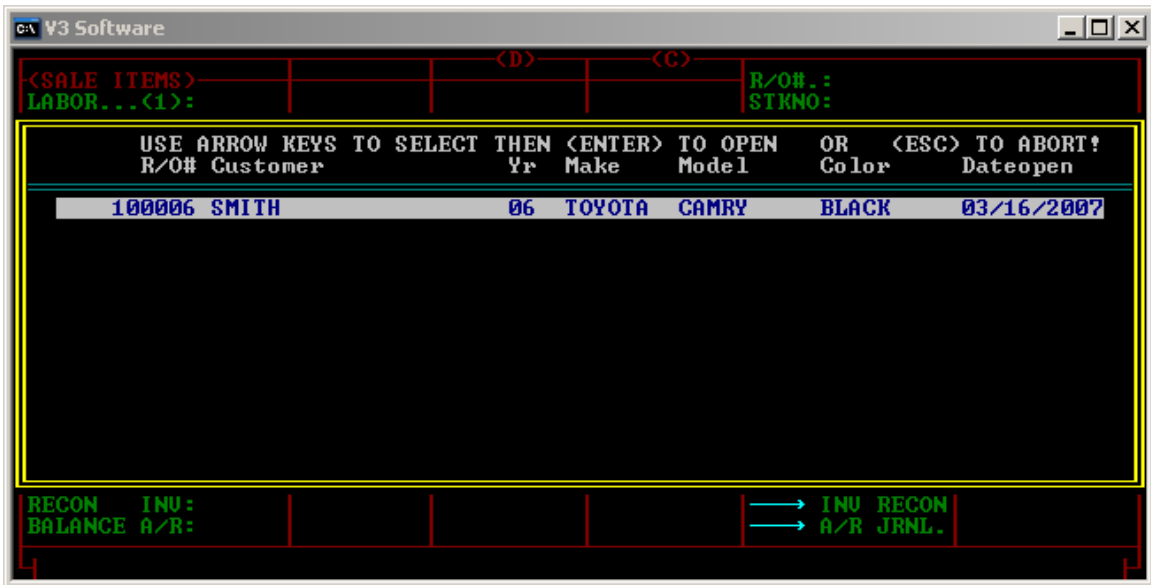 V3 Software
<D> <C>
<SALE ITEMS> R/O#.:
LABOR...<1>: STKNO:
USE ARROW KEYS TO SELECT THEN <ENTER> TO OPEN OR <ESC> TO ABORT!
R/O# Customer Yr Make Model Color Dateopen
100006 SMITH 06 TOYOTA CAMRY BLACK 03/16/2007
RECON INV: → INV RECON
BALANCE A/R: → A/R JRNL.